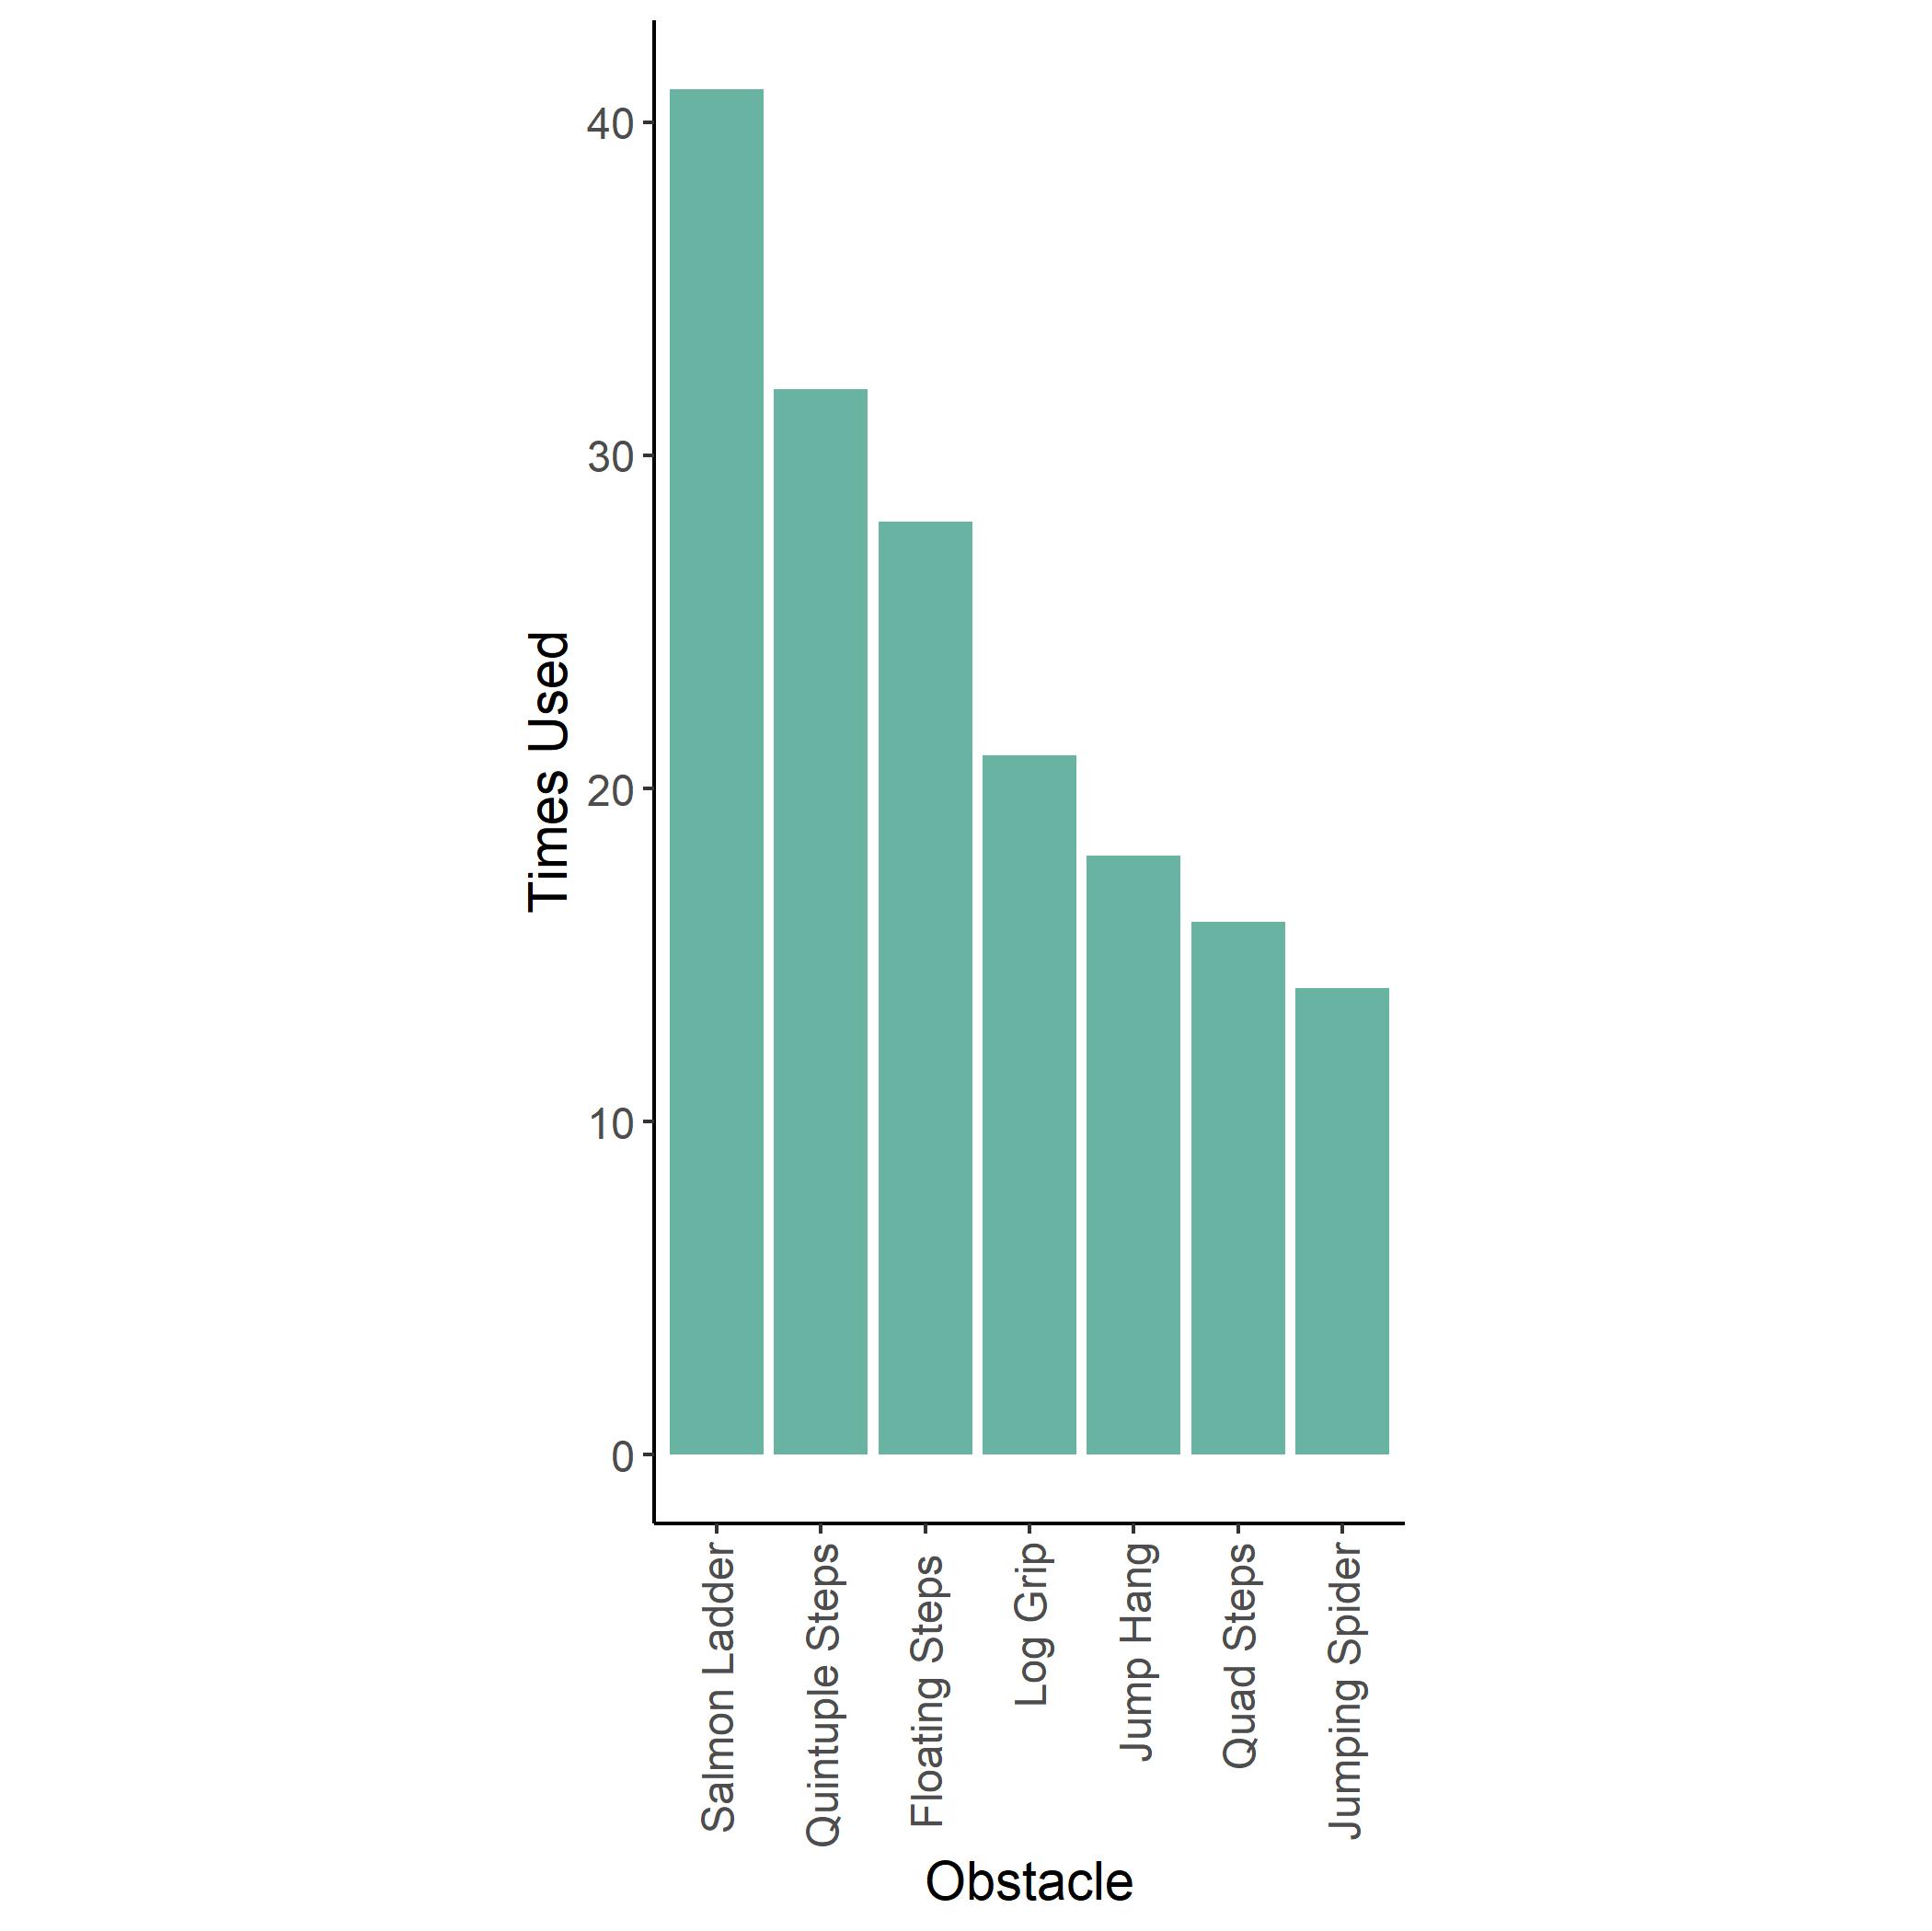 Times Used
40
30
20
10
0
Salmon Ladder
Quintuple Steps
Floating Steps
Log Grip
Jump Hang
Quad Steps
Jumping Spider
Obstacle